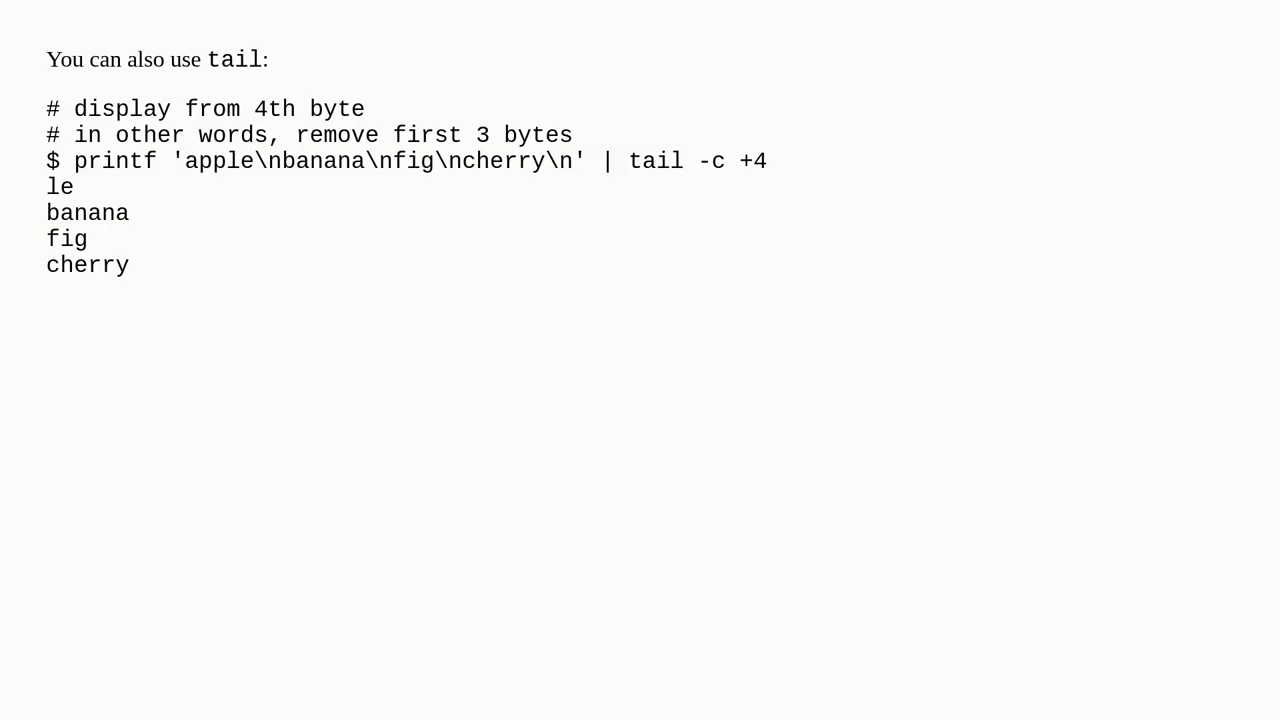 You can also use tail:
# display from 4th byte
# in other words, remove first 3 bytes
$ printf 'apple\nbanana\nfig\ncherry\n' | tail -c +4
le
banana
fig
cherry